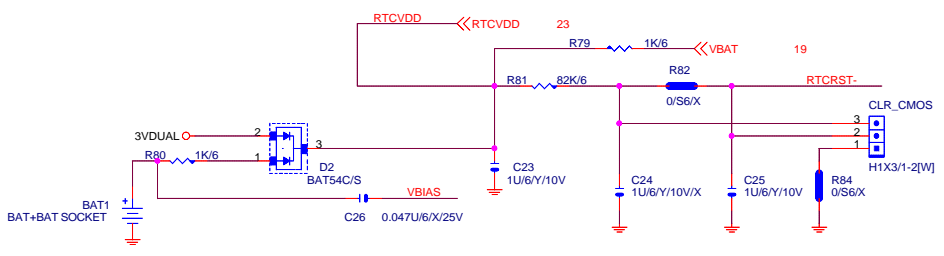 RTCVDD RTCVDD 23
R79 1K/6 VBAT 19
R81 82K/6 R82 RTCRST-
0/S6/X CLR_CMOS
3
3VDUAL 2 2
3 1
R80 1K/6 1 H1X3/1-2[W]
D2 C23 C24 C25 R84
BAT54C/S 1U/6/Y/10V 1U/6/Y/10V/X 1U/6/Y/10V 0/S6/X
VBIAS
BAT1 +
BAT+BAT SOCKET C26 0.047U/6/X/25V